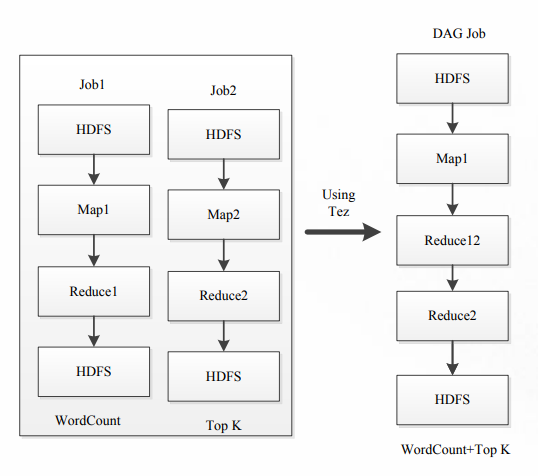 Job1
HDFS
Map1
Reduce1
HDFS
WordCount
Job2
HDFS
Map2
Reduce2
HDFS
Top K
Using
Tez
DAG Job
HDFS
Map1
Reduce12
Reduce2
HDFS
WordCount+Top K